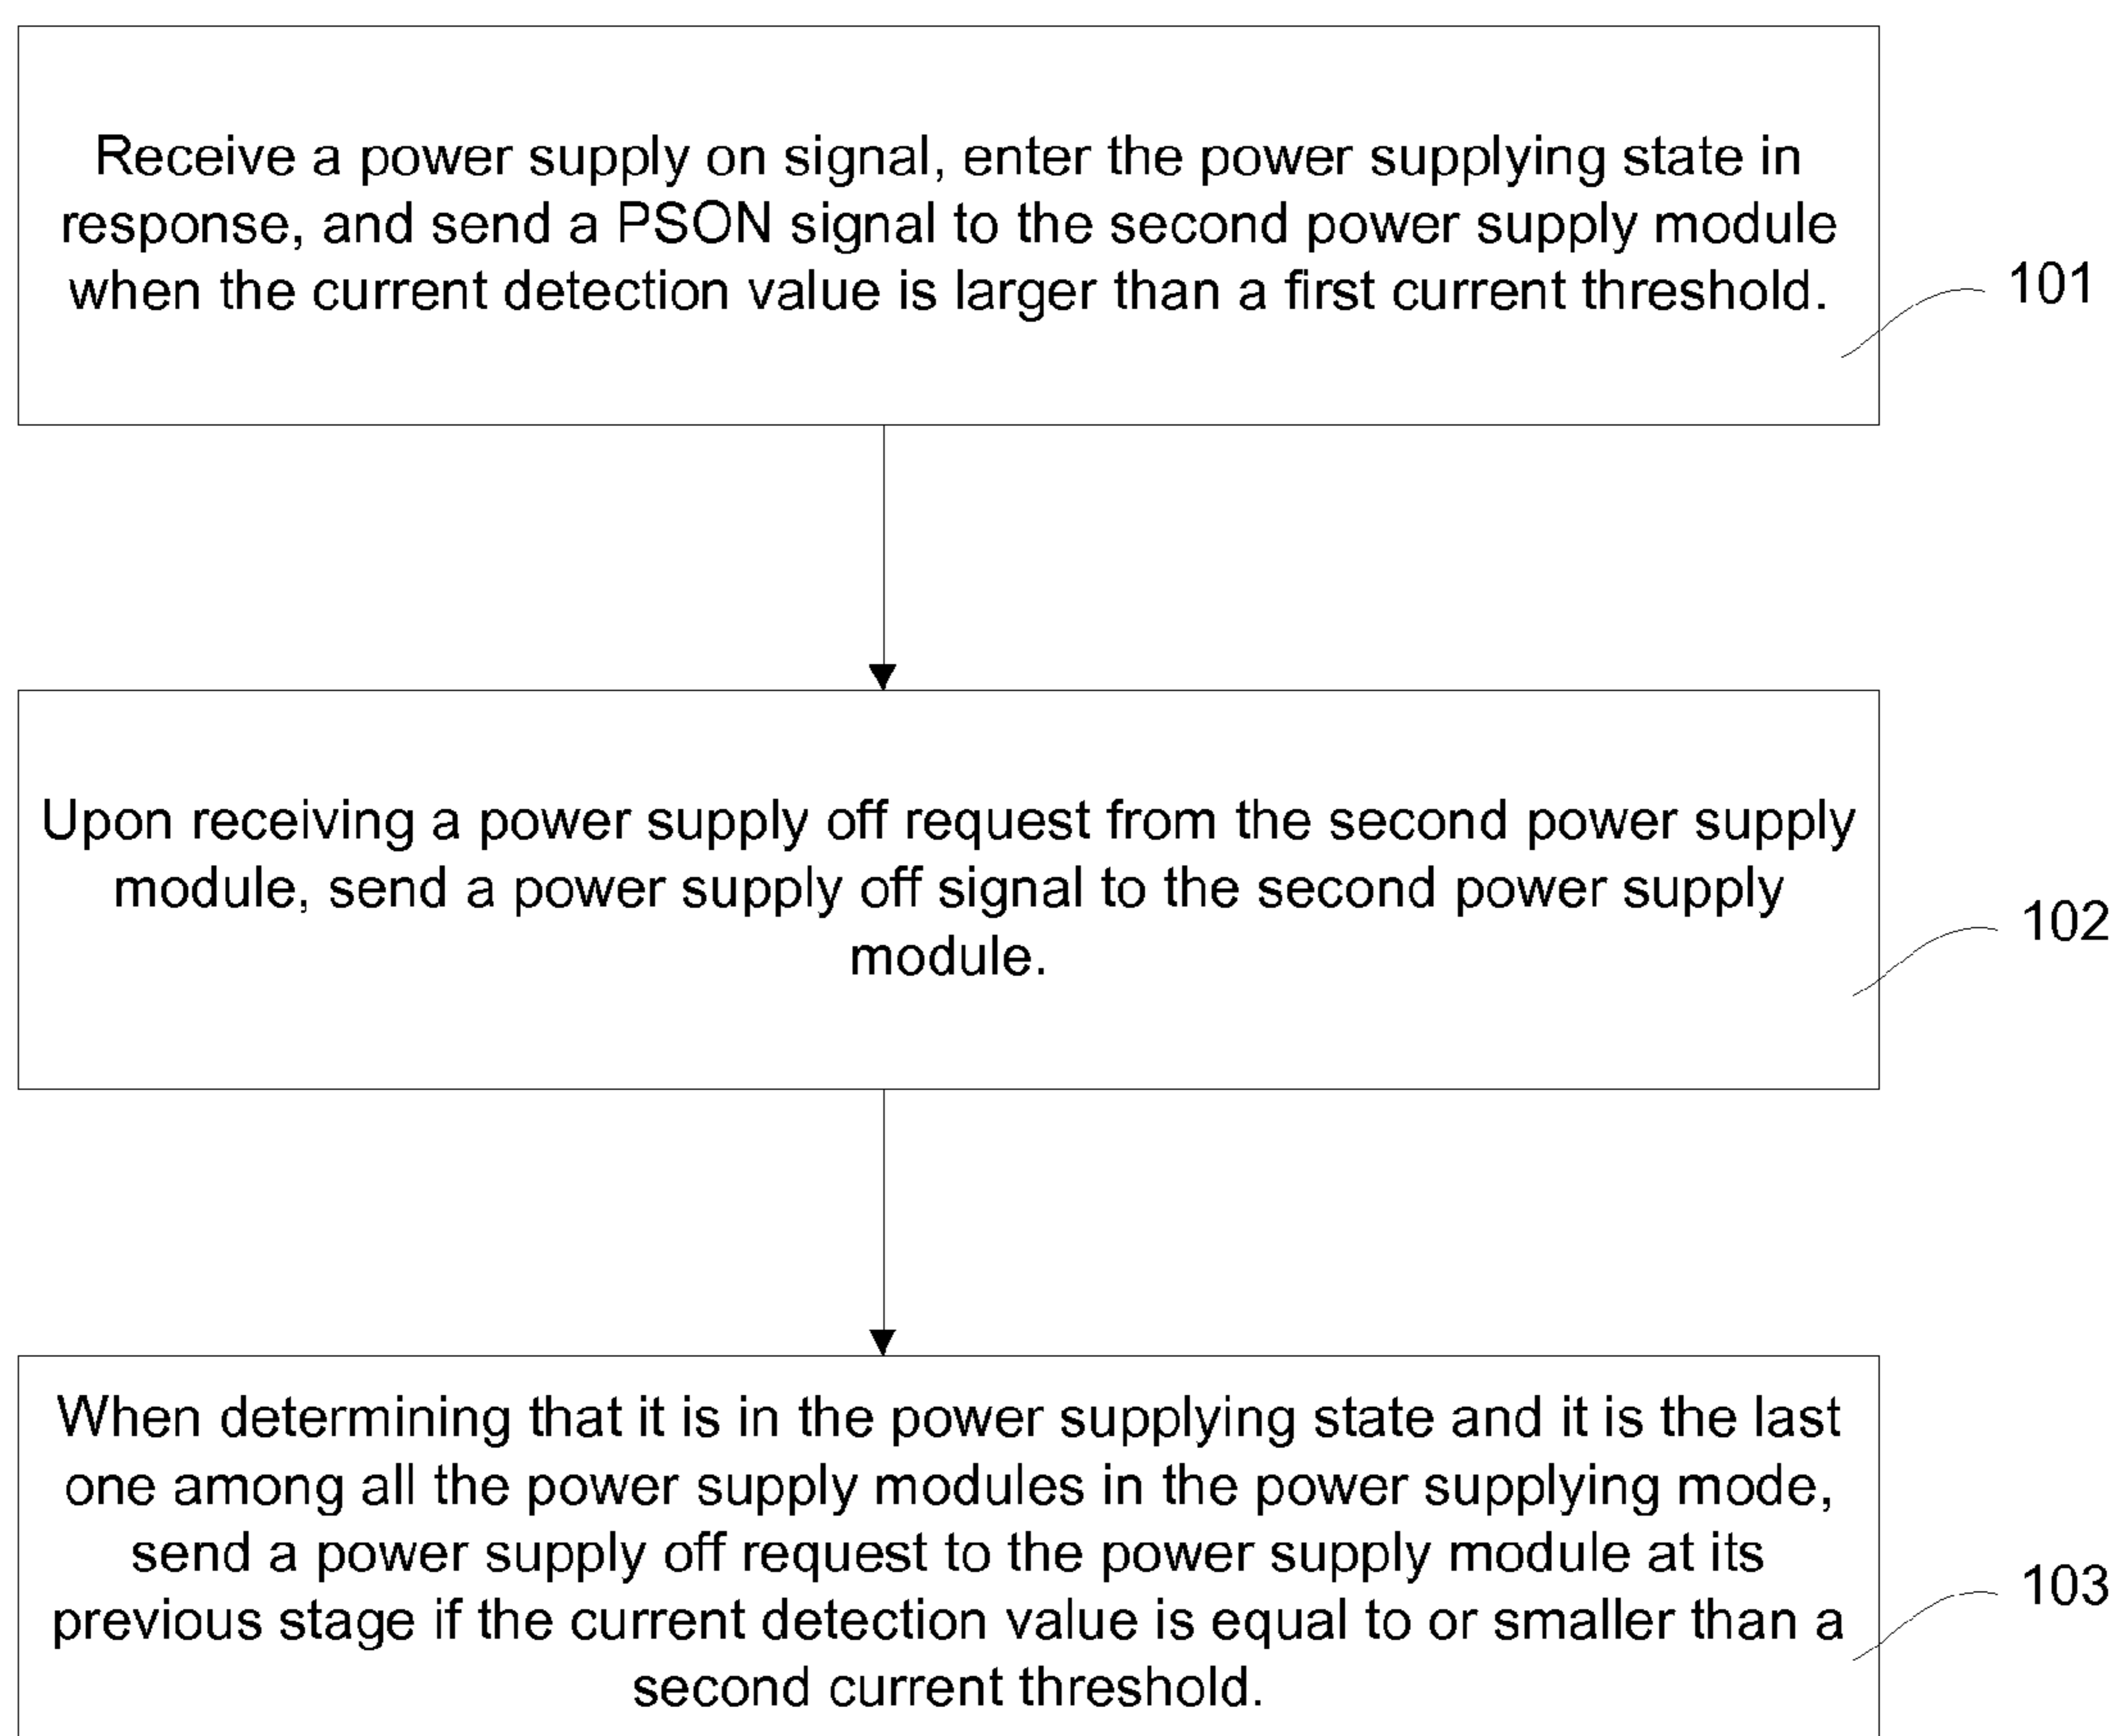 Receive a power supply on signal, enter the power supplying state in
response, and send a PSON signal to the second power supply module
when the current detection value is larger than a first current threshold.
101
Upon receiving a power supply off request from the second power supply
module, send a power supply off signal to the second power supply
module.
102
When determining that it is in the power supplying state and it is the last
one among all the power supply modules in the power supplying mode,
send a power supply off request to the power supply module at its
previous stage if the current detection value is equal to or smaller than a
second current threshold.
103